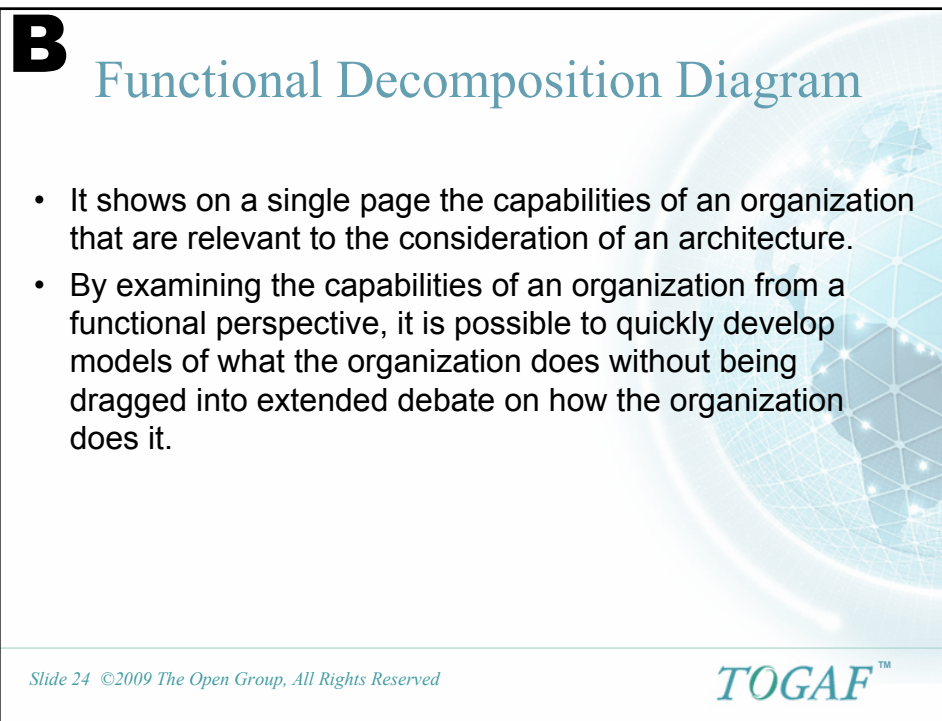 B
Functional Decomposition Diagram
• It shows on a single page the capabilities of an organization
that are relevant to the consideration of an architecture.
• By examining the capabilities of an organization from a
functional perspective, it is possible to quickly develop
models of what the organization does without being
dragged into extended debate on how the organization
does it.
Slide 24 ©2009 The Open Group, All Rights Reserved
TOGAF™